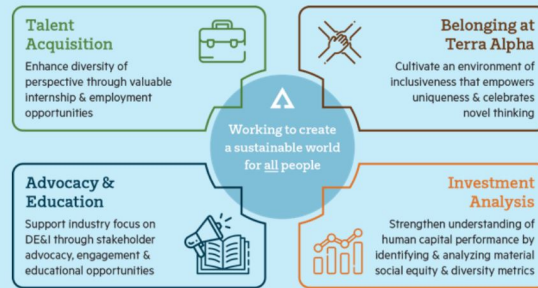 Talent
Acquisition
Enhance diversity of
perspective through valuable
internship & employment
opportunities
Belonging at
Terra Alpha
Cultivate an environment of
inclusiveness that empowers
uniqueness & celebrates
novel thinking
Working to create
a sustainable world
for all people
Advocacy &
Education
Support industry focus on
DE&I through stakeholder
advocacy, engagement &
educational opportunities
Investment
Analysis
Strengthen understanding of
human capital performance by
identifying & analyzing material
social equity & diversity metrics